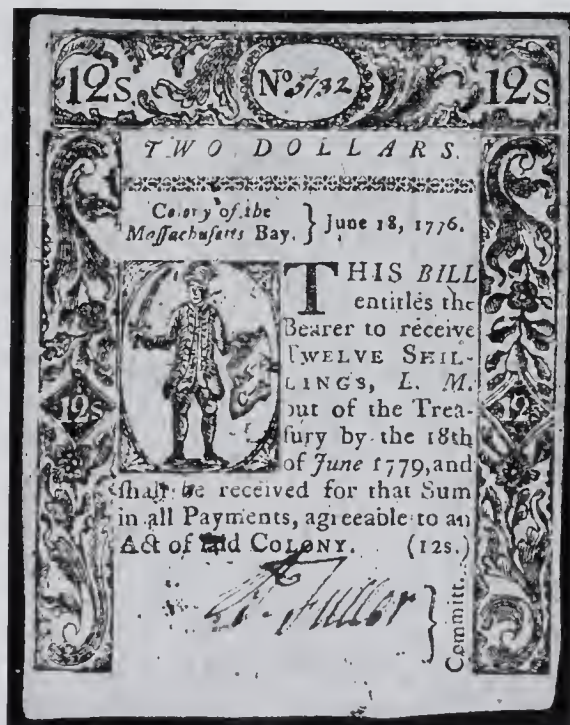 12s No 5132 12s
TWO DOLLARS.
Colony of the
Massachusetts Bay. } June 18, 1776.
THIS BILL
entitles the
Bearer to receive
TWELVE SHIL-
LINGS, L. M.
out of the Trea-
sury by the 18th
of June 1779, and
shall be received for that Sum
in all Payments, agreeable to an
Act of said COLONY. (12s.)
12s 12
Fuller } Committ.